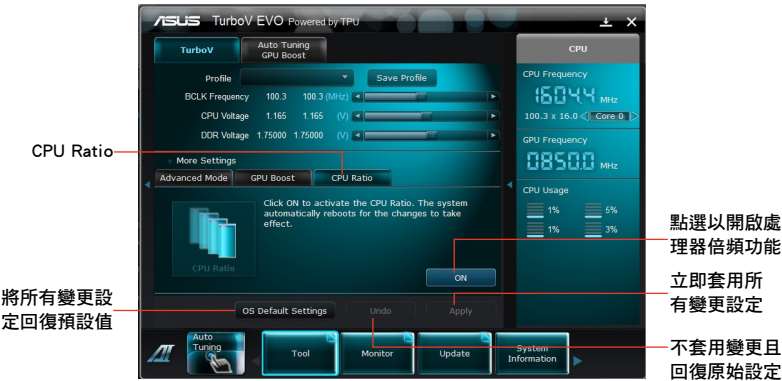 ASUS TurboV EVO Powered by TPU
TurboV
Auto Tuning
GPU Boost
Profile
Save Profile
BCLK Frequency 100.3 100.3 (MHz)
CPU Voltage 1.165 1.165 (V)
DDR Voltage 1.75000 1.75000 (V)
More Settings
Advanced Mode GPU Boost CPU Ratio
Click ON to activate the CPU Ratio. The system
automatically reboots for the changes to take
effect.
CPU Ratio
ON
OS Default Settings Undo Apply
CPU
CPU Frequency
1604.4 MHz
100.3 x 16.0 Core 0
GPU Frequency
0850.0 MHz
CPU Usage
1% 5%
1% 3%
AI
Auto
Tuning
Tool
Monitor
Update
System
Information
CPU Ratio
將所有變更設
定回復預設值
點選以開啟處
理器倍頻功能
立即套用所
有變更設定
不套用變更且
回復原始設定